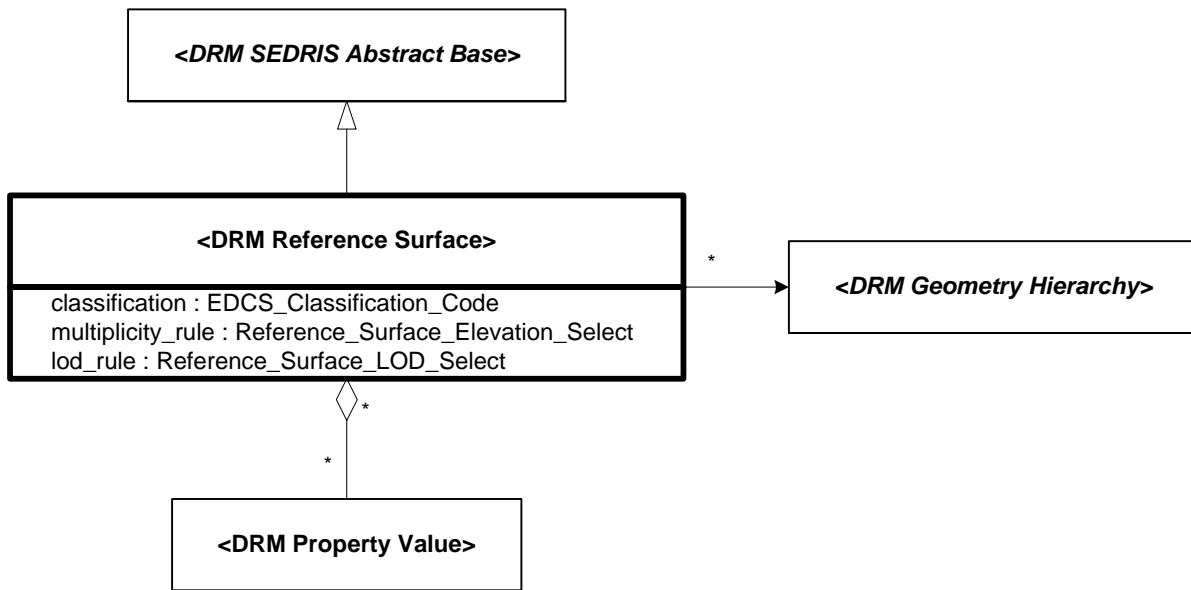 <DRM SEDRIS Abstract Base>
<DRM Reference Surface>
classification : EDCS_Classification_Code
multiplicity_rule : Reference_Surface_Elevation_Select
lod_rule : Reference_Surface_LOD_Select
*
<DRM Geometry Hierarchy>
*
*
<DRM Property Value>